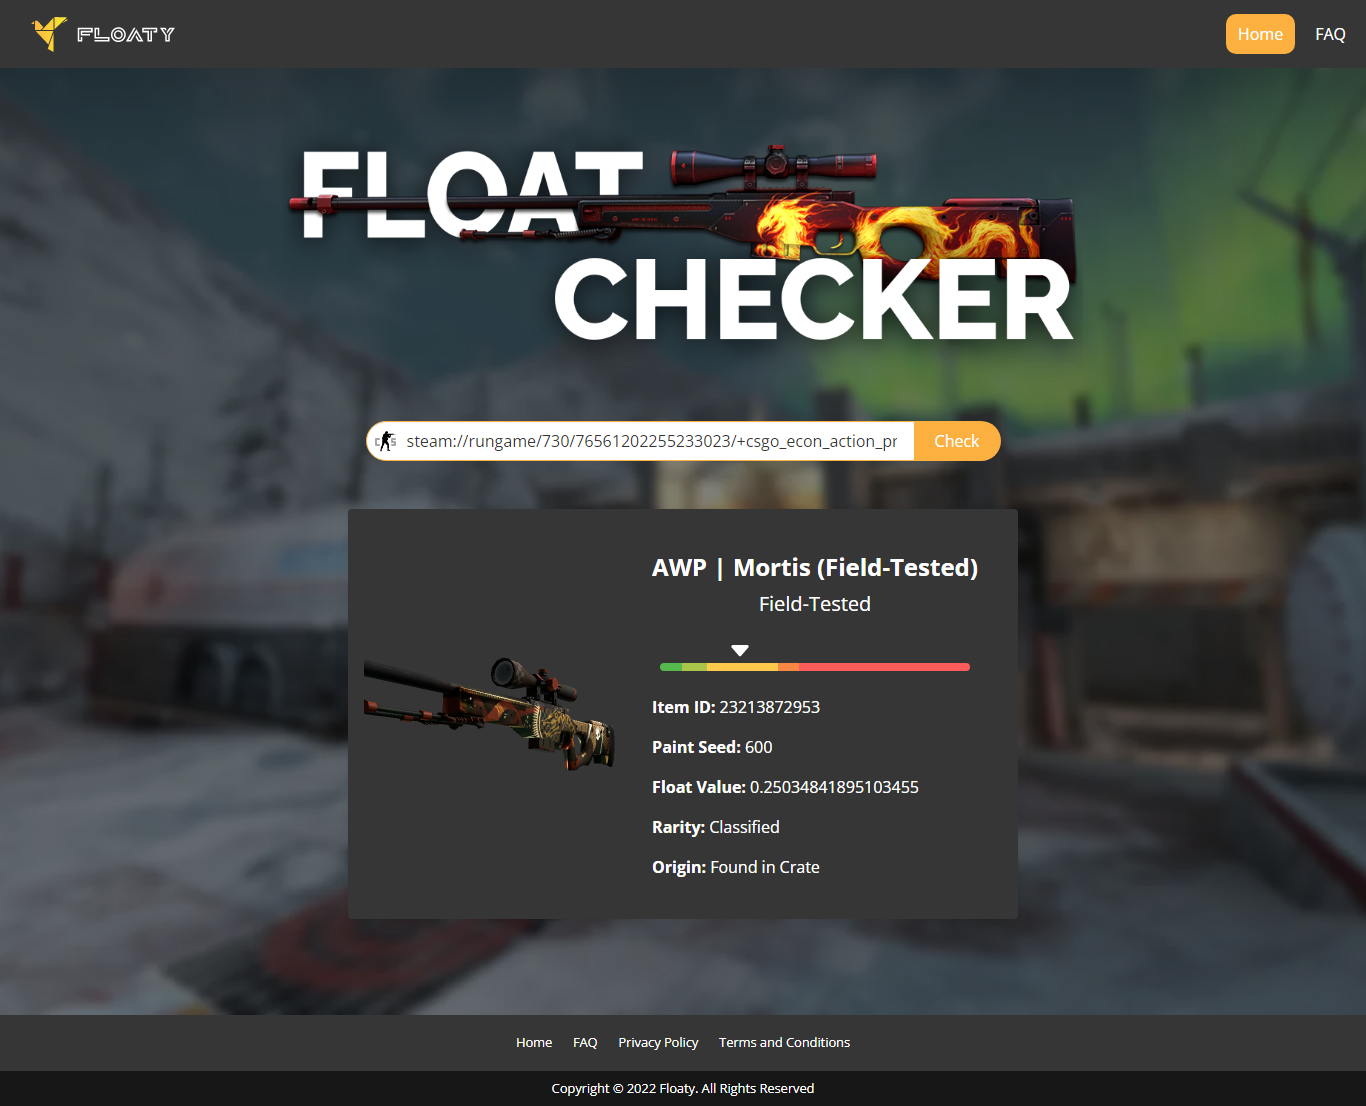 FLOATY
Home
FAQ
FLOAT
CHECKER
steam://rungame/730/76561202255233023/+csgo_econ_action_pr
Check
AWP | Mortis (Field-Tested)
Field-Tested
Item ID: 23213872953
Paint Seed: 600
Float Value: 0.25034841895103455
Rarity: Classified
Origin: Found in Crate
Home FAQ Privacy Policy Terms and Conditions
Copyright © 2022 Floaty. All Rights Reserved